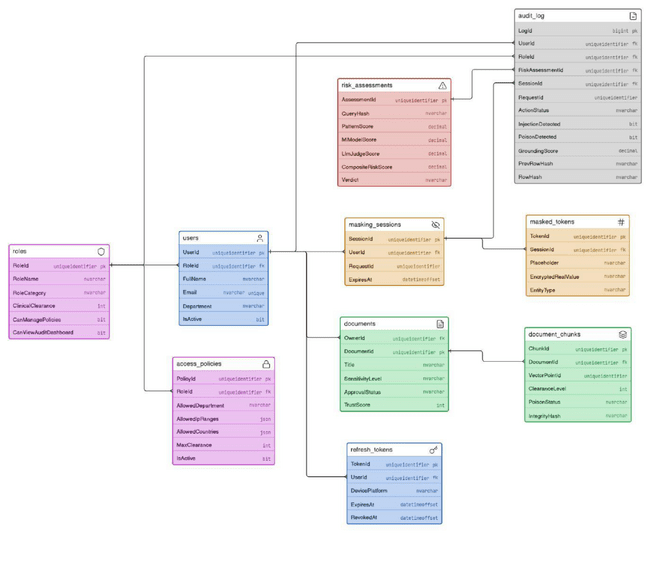 audit_log
LogId bigint pk
UserId uniqueidentifier fk
RoleId uniqueidentifier fk
RiskAssessmentId uniqueidentifier fk
SessionId uniqueidentifier fk
RequestId uniqueidentifier
ActionStatus nvarchar
InjectionDetected bit
PoisonDetected bit
GroundingScore decimal
PrevRowHash nvarchar
RowHash nvarchar
risk_assessments
AssessmentId uniqueidentifier pk
QueryHash nvarchar
PatternScore decimal
MlModelScore decimal
LlmJudgeScore decimal
CompositeRiskScore decimal
Verdict nvarchar
roles
RoleId uniqueidentifier pk
RoleName nvarchar
RoleCategory nvarchar
ClinicalClearance int
CanManagePolicies bit
CanViewAuditDashboard bit
users
UserId uniqueidentifier pk
RoleId uniqueidentifier fk
FullName nvarchar
Email nvarchar unique
Department nvarchar
IsActive bit
masking_sessions
SessionId uniqueidentifier pk
UserId uniqueidentifier fk
RequestId uniqueidentifier
ExpiresAt datetimeoffset
masked_tokens
TokenId uniqueidentifier pk
SessionId uniqueidentifier fk
Placeholder nvarchar
EncryptedRealValue nvarchar
EntityType nvarchar
access_policies
PolicyId uniqueidentifier pk
RoleId uniqueidentifier fk
AllowedDepartment nvarchar
AllowedIpRanges json
AllowedCountries json
MaxClearance int
IsActive bit
documents
OwnerId uniqueidentifier fk
DocumentId uniqueidentifier pk
Title nvarchar
SensitivityLevel nvarchar
ApprovalStatus nvarchar
TrustScore int
document_chunks
ChunkId uniqueidentifier pk
DocumentId uniqueidentifier fk
VectorPointId uniqueidentifier
ClearanceLevel int
PoisonStatus nvarchar
IntegrityHash nvarchar
refresh_tokens
TokenId uniqueidentifier pk
UserId uniqueidentifier fk
DevicePlatform nvarchar
ExpiresAt datetimeoffset
RevokedAt datetimeoffset